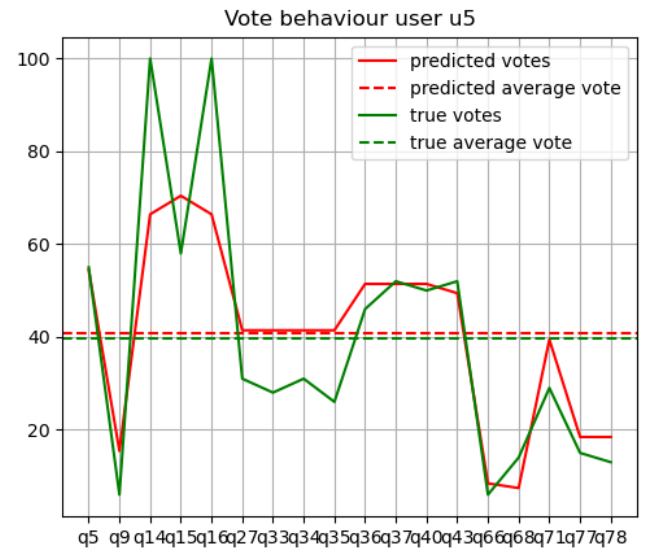 Vote behaviour user u5
predicted votes
predicted average vote
true votes
true average vote
100
80
60
40
20
q5 q9 q14 q15 q16 q27 q33 q34 q35 q36 q37 q40 q43 q66 q68 q71 q77 q78